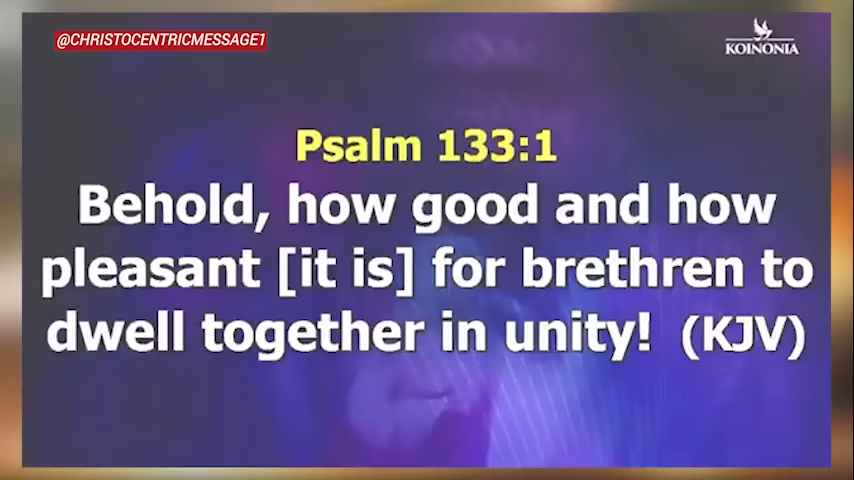 @CHRISTOCENTRICMESSAGE1
KOINONIA
Psalm 133:1
Behold, how good and how
pleasant [it is] for brethren to
dwell together in unity! (KJV)